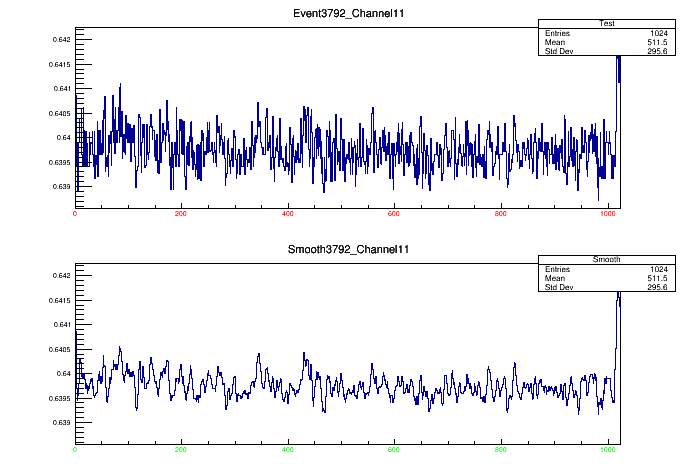 Event3792_Channel11
Test
Entries 1024
Mean 511.5
Std Dev 295.6
0.642
0.6415
0.641
0.6405
0.64
0.6395
0.639
0 200 400 600 800 1000
Smooth3792_Channel11
Smooth
Entries 1024
Mean 511.5
Std Dev 295.6
0.642
0.6415
0.641
0.6405
0.64
0.6395
0.639
0 200 400 600 800 1000